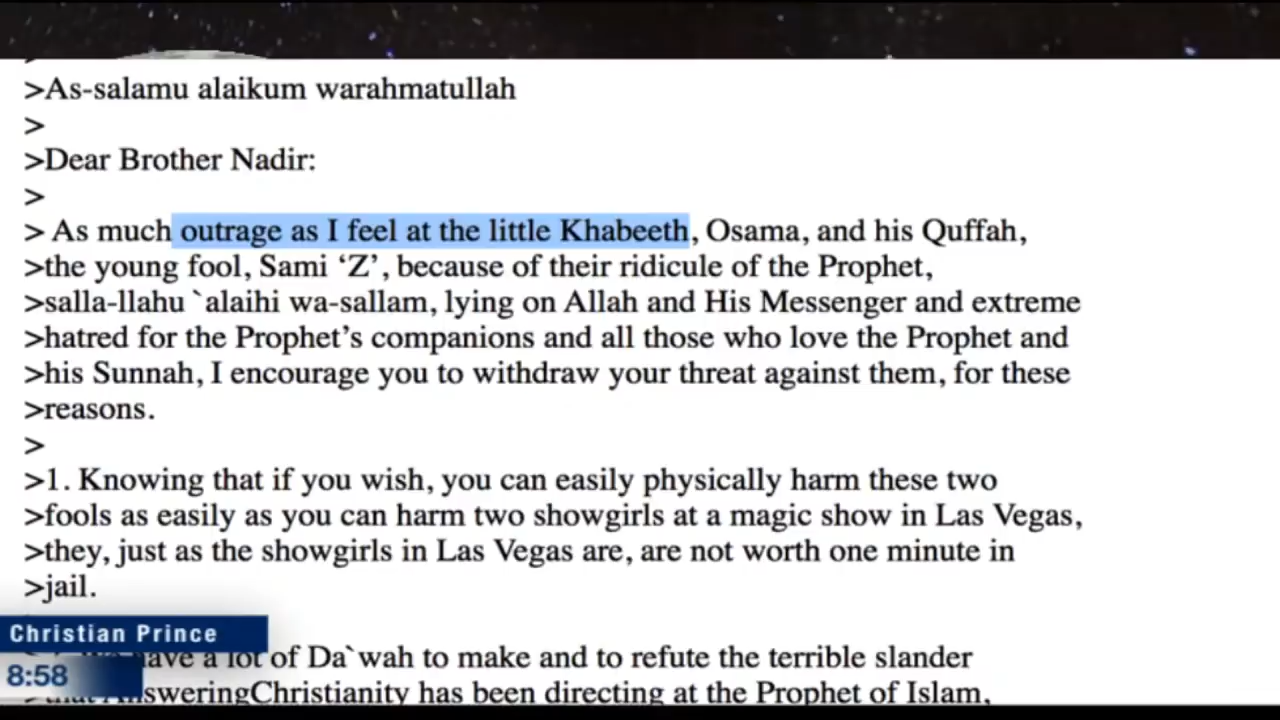 >As-salamu alaikum warahmatullah
>
>Dear Brother Nadir:
>
> As much outrage as I feel at the little Khabeeth, Osama, and his Quffah,
>the young fool, Sami ‘Z’, because of their ridicule of the Prophet,
>salla-llahu `alaihi wa-sallam, lying on Allah and His Messenger and extreme
>hatred for the Prophet’s companions and all those who love the Prophet and
>his Sunnah, I encourage you to withdraw your threat against them, for these
>reasons.
>
>1. Knowing that if you wish, you can easily physically harm these two
>fools as easily as you can harm two showgirls at a magic show in Las Vegas,
>they, just as the showgirls in Las Vegas are, are not worth one minute in
>jail.
Christian Prince
have a lot of Da`wah to make and to refute the terrible slander
8:58
AnsweringChristianity has been directing at the Prophet of Islam,